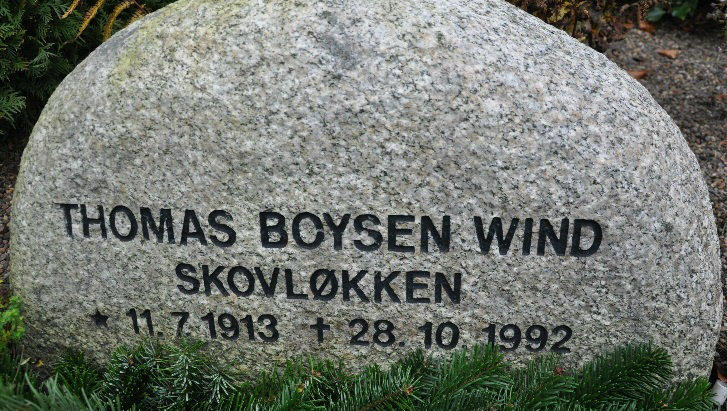 THOMAS BOYSEN WIND
SKOVLØKKEN
★ 11.7.1913 ✝ 28.10.1992